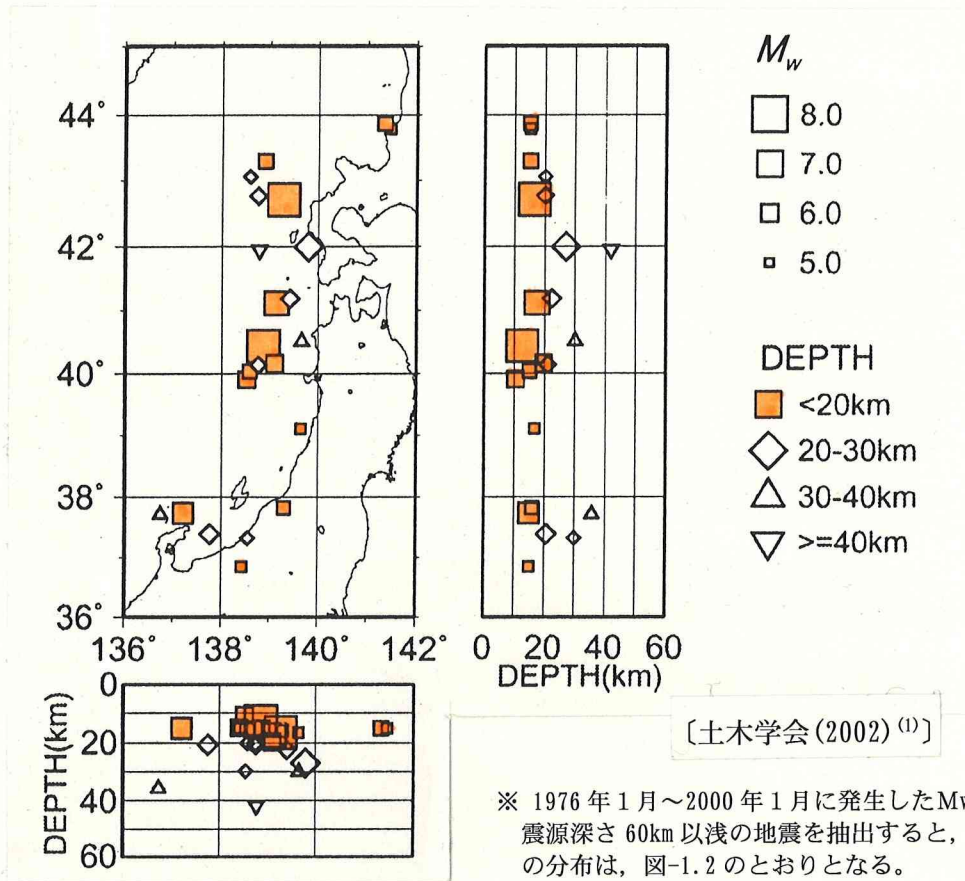 44°
42°
40°
38°
36°
136° 138° 140° 142°
0 20 40 60
DEPTH(km)
Mw
8.0
7.0
6.0
5.0
DEPTH
<20km
20-30km
30-40km
>=40km
0
20
40
60
DEPTH(km)
〔土木学会(2002)⁽¹⁾〕
※ 1976年1月～2000年1月に発生したMw
震源深さ60km以浅の地震を抽出すると，
の分布は，図-1.2のとおりとなる。